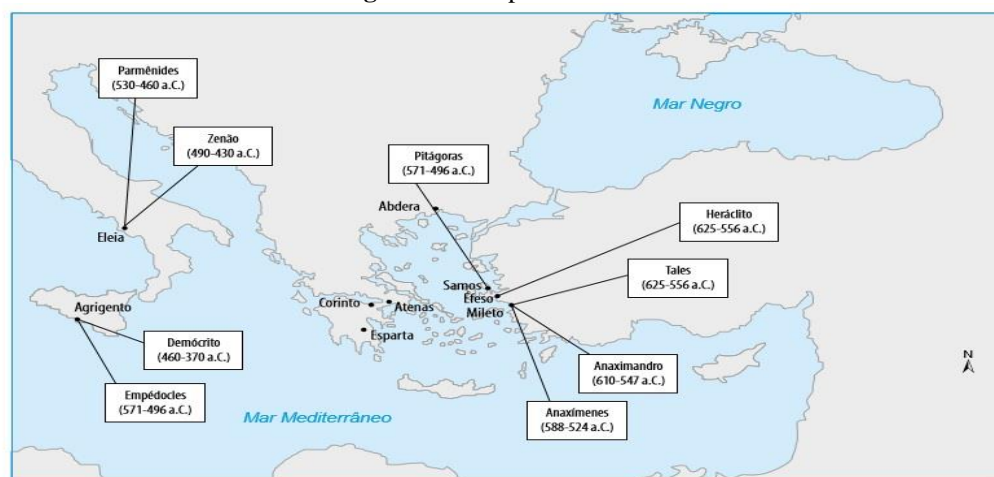 Parmênides
(530-460 a.C.)
Zenão
(490-430 a.C.)
Mar Negro
Pitágoras
(571-496 a.C.)
Abdera
Heráclito
(625-556 a.C.)
Eleia
Tales
(625-556 a.C.)
Samos
Éfeso
Mileto
Agrigento
Corinto
Atenas
Esparta
Demócrito
(460-370 a.C.)
Anaximandro
(610-547 a.C.)
N
Empédocles
(571-496 a.C.)
Anaxímenes
(588-524 a.C.)
Mar Mediterrâneo